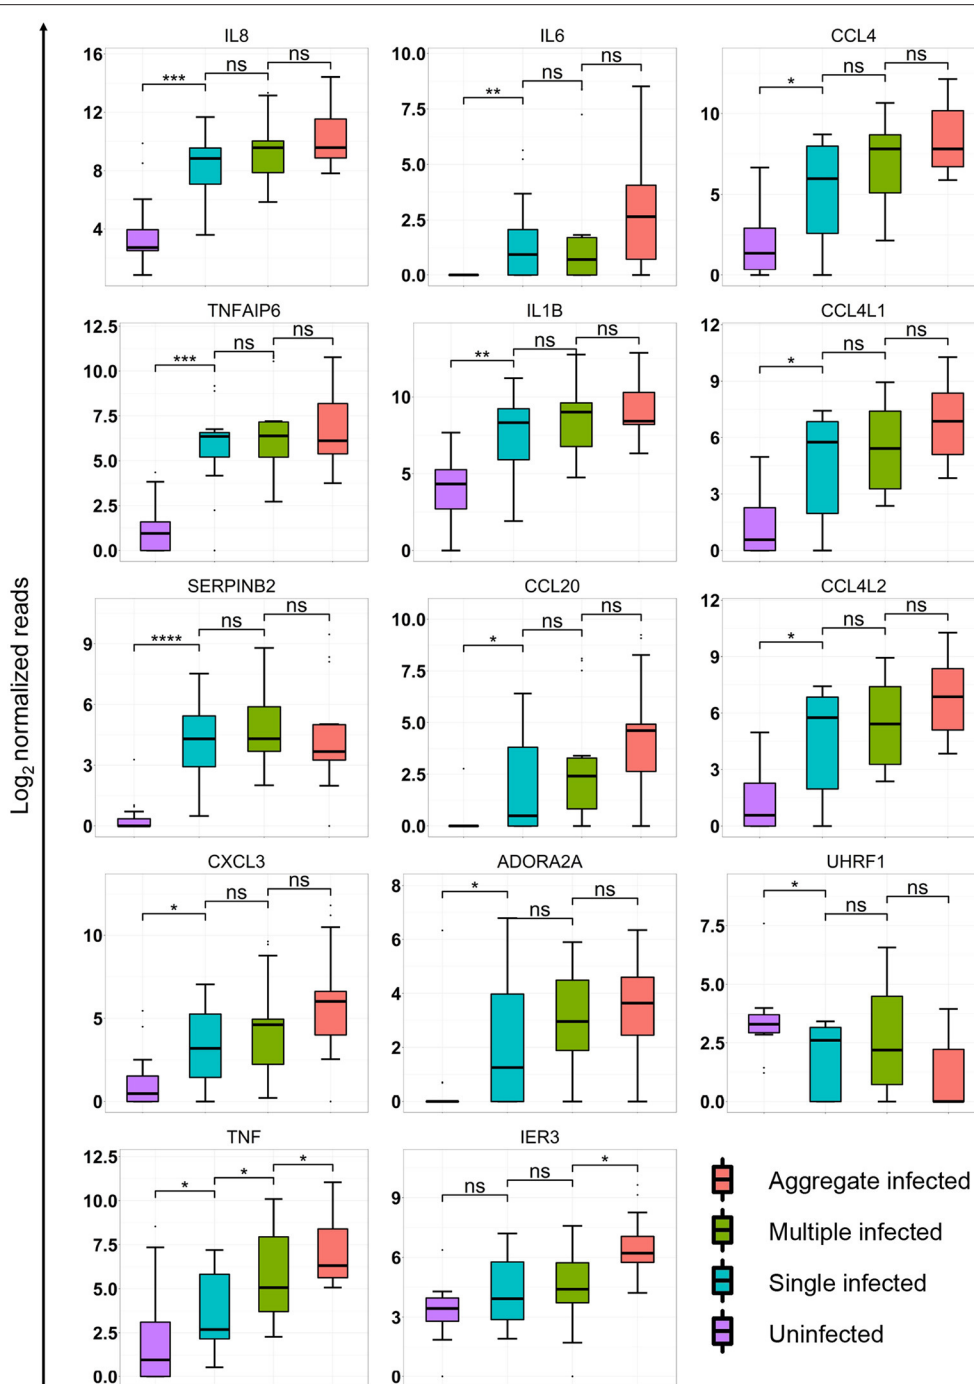 IL8
IL6
CCL4
16
12
8
4
*** ns ns
10.0
7.5
5.0
2.5
0.0
** ns ns
10
5
0
* ns ns
TNFAIP6
IL1B
CCL4L1
12.5
10.0
7.5
5.0
2.5
0.0
*** ns ns
10
5
0
** ns ns
12
9
6
3
0
* ns ns
SERPINB2
CCL20
CCL4L2
9
6
3
0
**** ns ns
10.0
7.5
5.0
2.5
0.0
* ns ns
12
9
6
3
0
* ns ns
Log2 normalized reads
CXCL3
ADORA2A
UHRF1
10
5
0
* ns ns
8
6
4
2
0
* ns ns
7.5
5.0
2.5
0.0
* ns ns
TNF
IER3
12.5
10.0
7.5
5.0
2.5
0.0
* * *
9
6
3
0
ns ns *
Aggregate infected
Multiple infected
Single infected
Uninfected